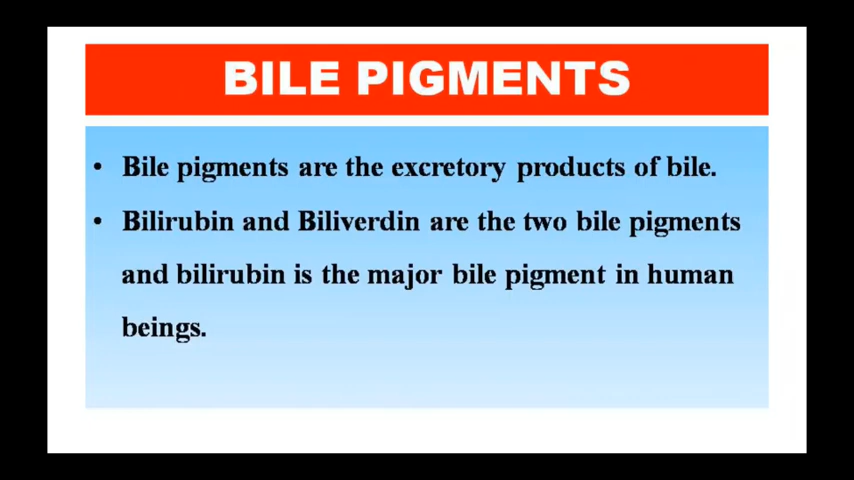 BILE PIGMENTS
• Bile pigments are the excretory products of bile.
• Bilirubin and Biliverdin are the two bile pigments
and bilirubin is the major bile pigment in human
beings.